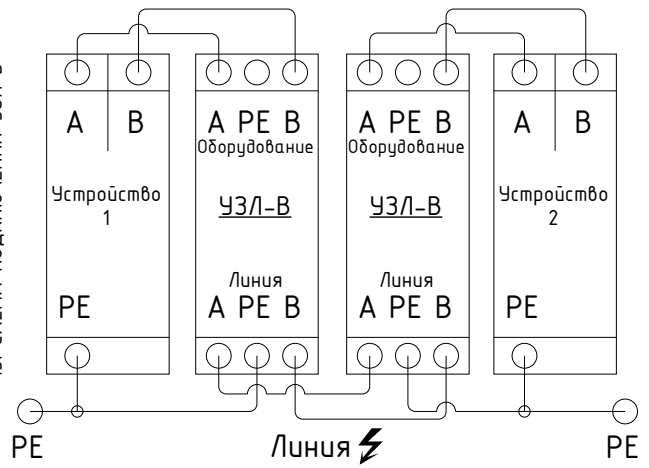 A B
A PE B
A PE B
A B
Оборудование
Оборудование
Устройство
1
УЗЛ-В
УЗЛ-В
Устройство
2
Линия
Линия
PE
A PE B
A PE B
PE
PE
Линия
PE